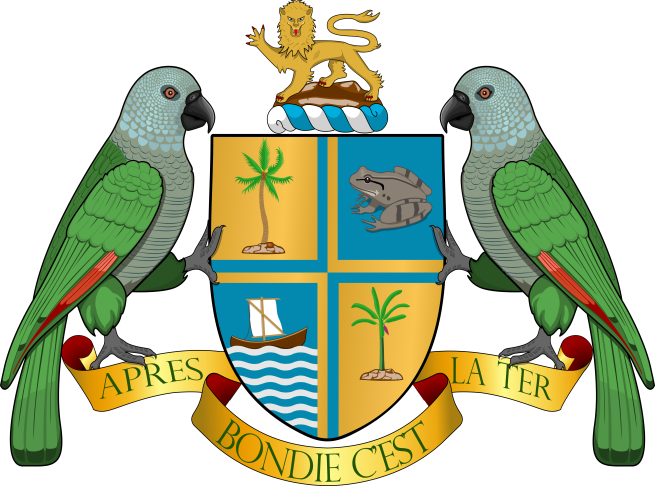 APRES
BONDIE C'EST
LA TER